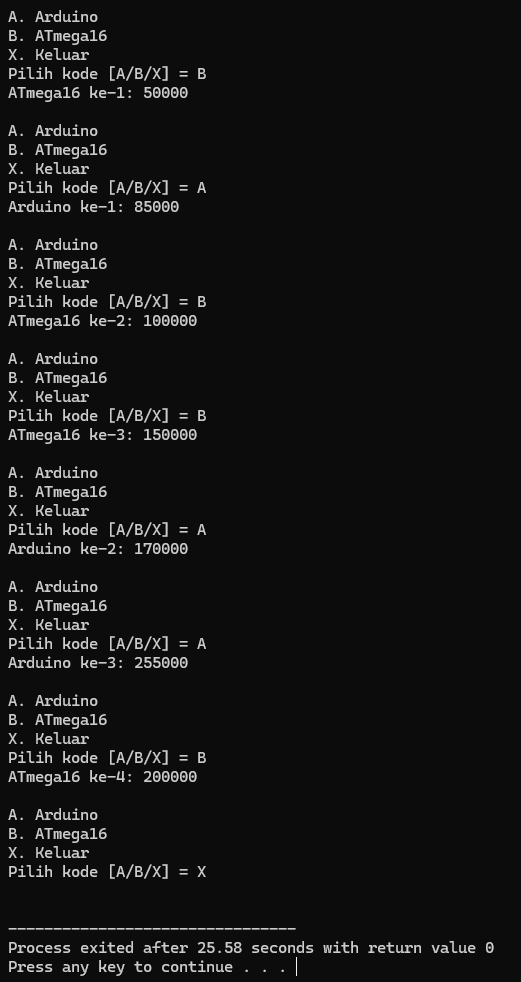 A. Arduino
B. ATmega16
X. Keluar
Pilih kode [A/B/X] = B
ATmega16 ke-1: 50000
A. Arduino
B. ATmega16
X. Keluar
Pilih kode [A/B/X] = A
Arduino ke-1: 85000
A. Arduino
B. ATmega16
X. Keluar
Pilih kode [A/B/X] = B
ATmega16 ke-2: 100000
A. Arduino
B. ATmega16
X. Keluar
Pilih kode [A/B/X] = B
ATmega16 ke-3: 150000
A. Arduino
B. ATmega16
X. Keluar
Pilih kode [A/B/X] = A
Arduino ke-2: 170000
A. Arduino
B. ATmega16
X. Keluar
Pilih kode [A/B/X] = A
Arduino ke-3: 255000
A. Arduino
B. ATmega16
X. Keluar
Pilih kode [A/B/X] = B
ATmega16 ke-4: 200000
A. Arduino
B. ATmega16
X. Keluar
Pilih kode [A/B/X] = X
--------------------------------
Process exited after 25.58 seconds with return value 0
Press any key to continue . . .